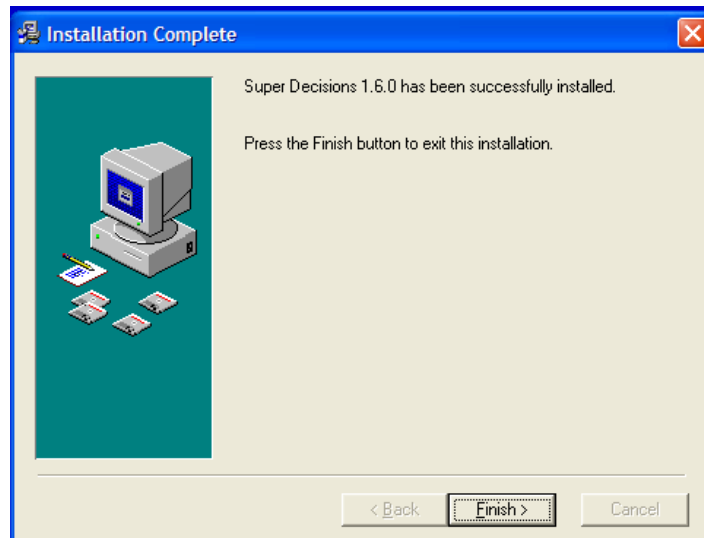 Installation Complete
Super Decisions 1.6.0 has been successfully installed.
Press the Finish button to exit this installation.
< Back
Finish >
Cancel